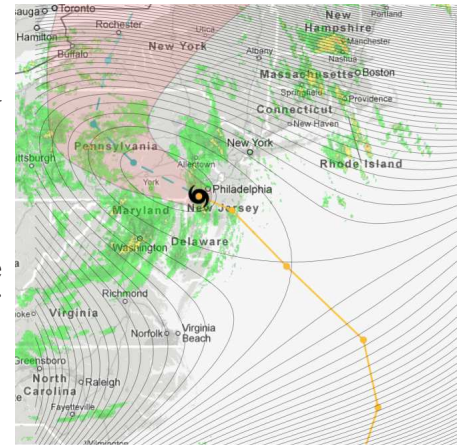 Toronto
Portland
Rochester
Utica
New
Hampshire
Hamilton
Manchester
Buffalo
New York
Albany
Nashua
Massachusetts
Boston
Springfield
Providence
Connecticut
New Haven
Pennsylvania
New York
Rhode Island
ittsburgh
Allentown
York
Philadelphia
Maryland
New Jersey
Washington
Delaware
Richmond
Virginia
Norfolk
Virginia
Beach
Greensboro
North
Carolina
Raleigh
Fayetteville
Wilmington